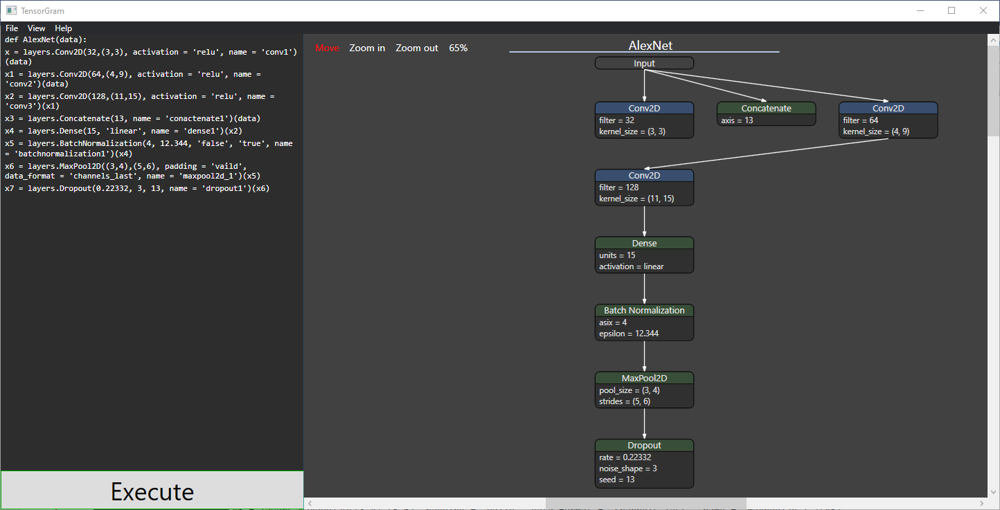 TensorGram
File View Help
def AlexNet(data):
x = layers.Conv2D(32,(3,3), activation = 'relu', name = 'conv1')
(data)
x1 = layers.Conv2D(64,(4,9), activation = 'relu', name =
'conv2')(data)
x2 = layers.Conv2D(128,(11,15), activation = 'relu', name =
'conv3')(x1)
x3 = layers.Concatenate(13, name = 'conactenate1')(data)
x4 = layers.Dense(15, 'linear', name = 'dense1')(x2)
x5 = layers.BatchNormalization(4, 12.344, 'false', 'true', name
= 'batchnormalization1')(x4)
x6 = layers.MaxPool2D((3,4),(5,6), padding = 'vaild',
data_format = 'channels_last', name = 'maxpool2d_1')(x5)
x7 = layers.Dropout(0.22332, 3, 13, name = 'dropout1')(x6)
Execute
Move Zoom in Zoom out 65%
AlexNet
Input
Conv2D
filter = 32
kernel_size = (3, 3)
Concatenate
axis = 13
Conv2D
filter = 64
kernel_size = (4, 9)
Conv2D
filter = 128
kernel_size = (11, 15)
Dense
units = 15
activation = linear
Batch Normalization
asix = 4
epsilon = 12.344
MaxPool2D
pool_size = (3, 4)
strides = (5, 6)
Dropout
rate = 0.22332
noise_shape = 3
seed = 13